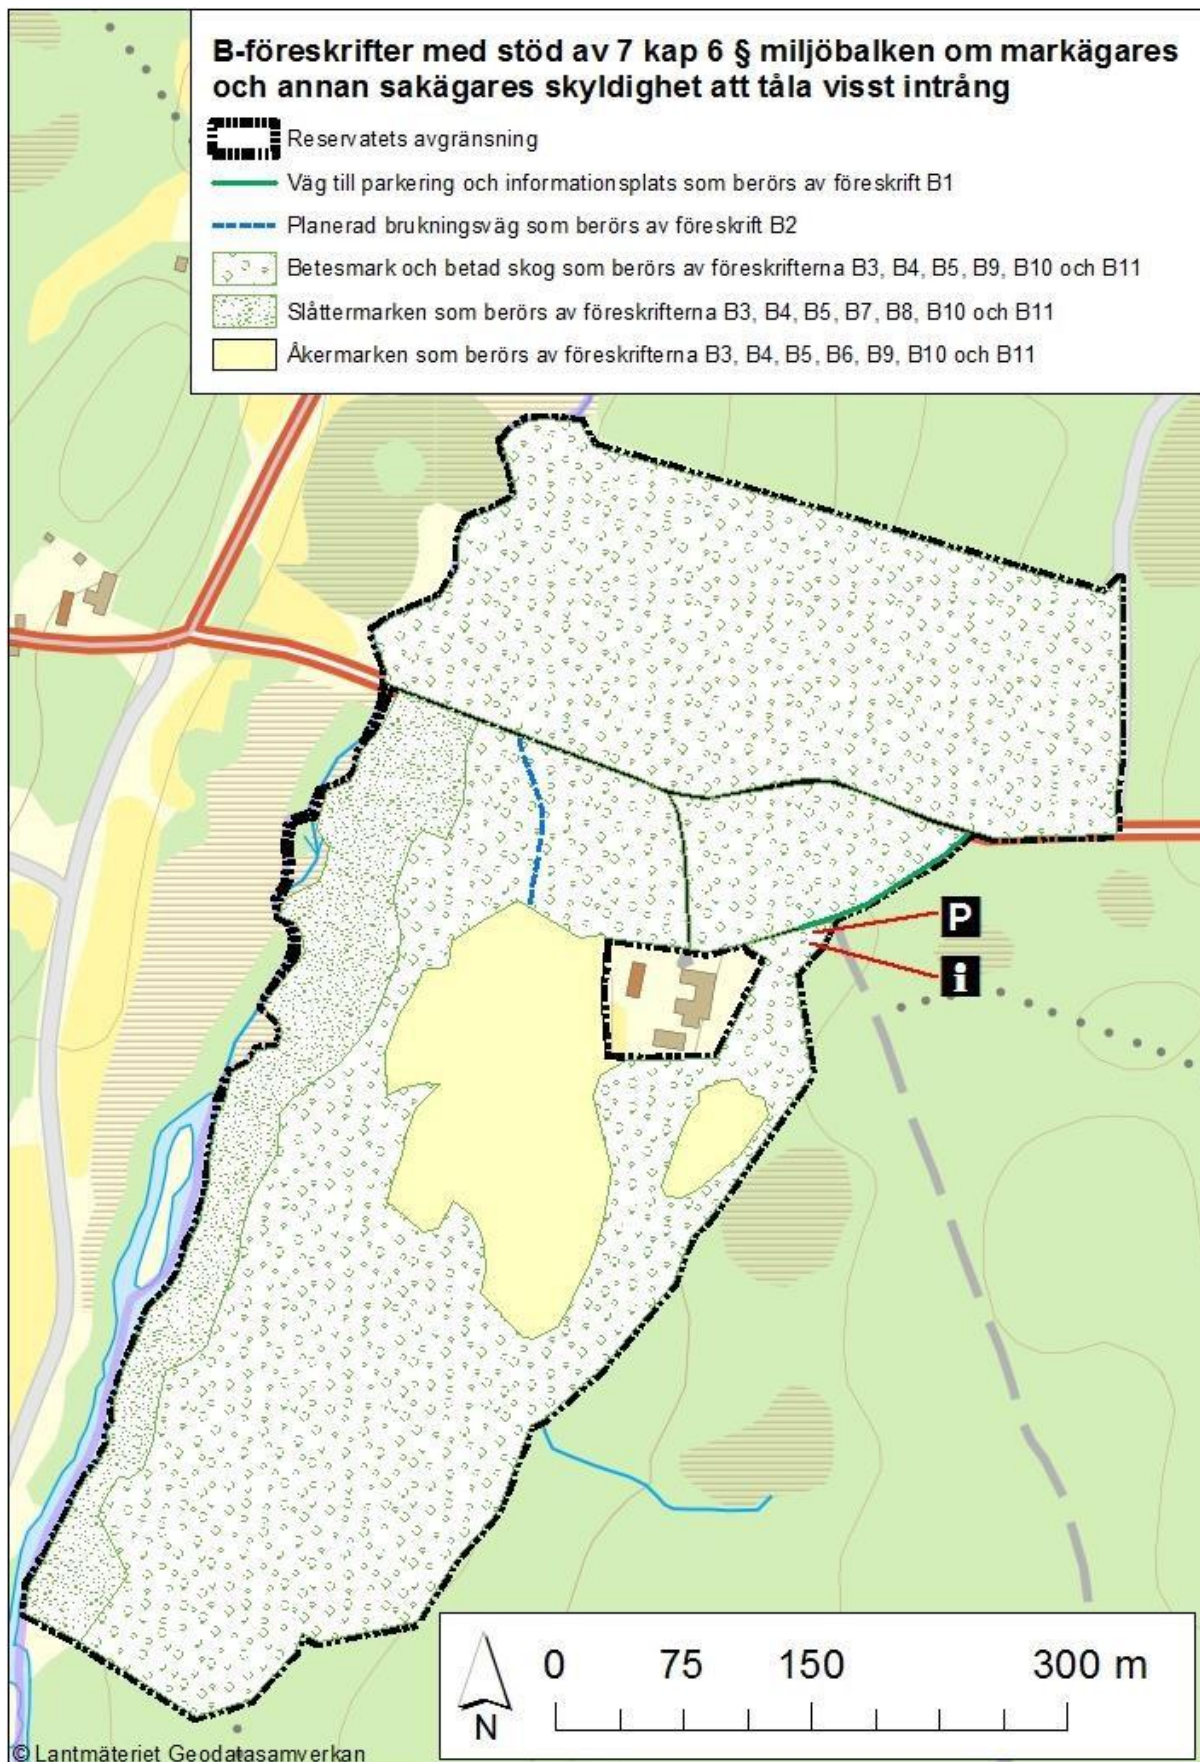 B-föreskrifter med stöd av 7 kap 6 § miljöbalken om markägares
och annan sakägares skyldighet att tåla visst intrång
Reservatets avgränsning
Väg till parkering och informationsplats som berörs av föreskrift B1
Planerad brukningsväg som berörs av föreskrift B2
Betesmark och betad skog som berörs av föreskrifterna B3, B4, B5, B9, B10 och B11
Slåttermarken som berörs av föreskrifterna B3, B4, B5, B7, B8, B10 och B11
Åkermarken som berörs av föreskrifterna B3, B4, B5, B6, B9, B10 och B11
P
i
N
0 75 150 300 m
© Lantmäteriet Geodatasamverkan